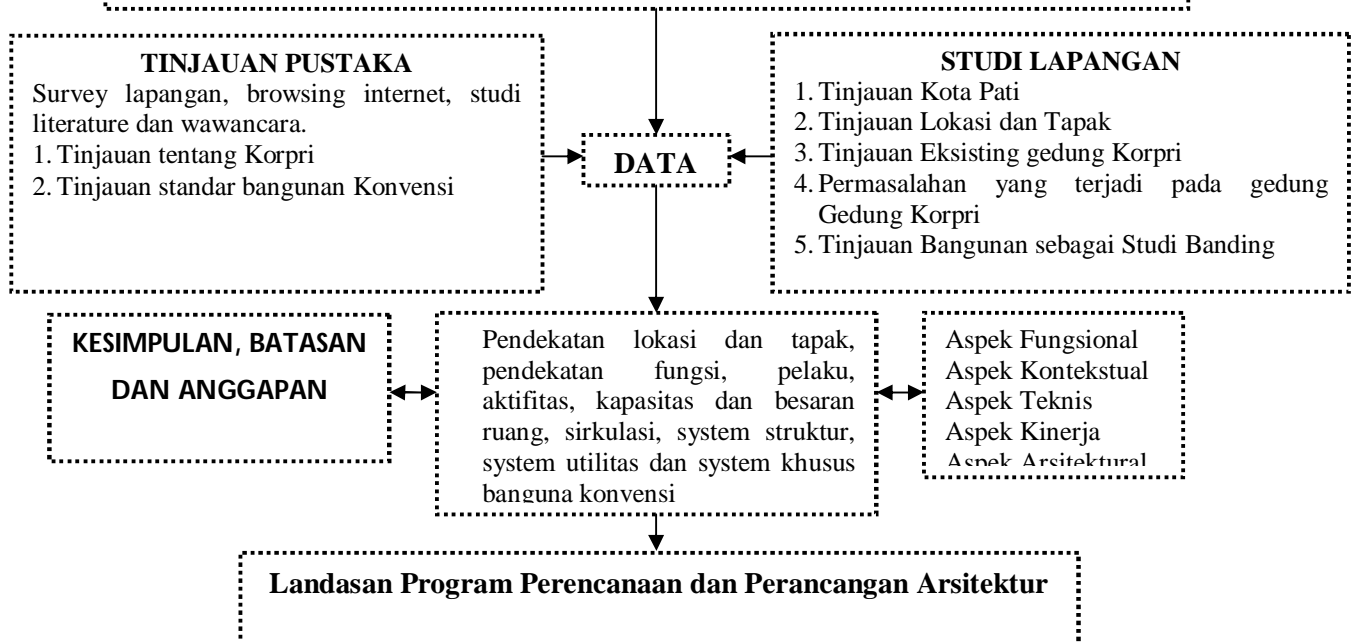 TINJAUAN PUSTAKA
Survey lapangan, browsing internet, studi
literature dan wawancara.
1. Tinjauan tentang Korpri
2. Tinjauan standar bangunan Konvensi
DATA
STUDI LAPANGAN
1. Tinjauan Kota Pati
2. Tinjauan Lokasi dan Tapak
3. Tinjauan Eksisting gedung Korpri
4. Permasalahan yang terjadi pada gedung
Gedung Korpri
5. Tinjauan Bangunan sebagai Studi Banding
KESIMPULAN, BATASAN
DAN ANGGAPAN
Pendekatan lokasi dan tapak,
pendekatan fungsi, pelaku,
aktifitas, kapasitas dan besaran
ruang, sirkulasi, system struktur,
system utilitas dan system khusus
banguna konvensi
Aspek Fungsional
Aspek Kontekstual
Aspek Teknis
Aspek Kinerja
Aspek Arsitektural
Landasan Program Perencanaan dan Perancangan Arsitektur